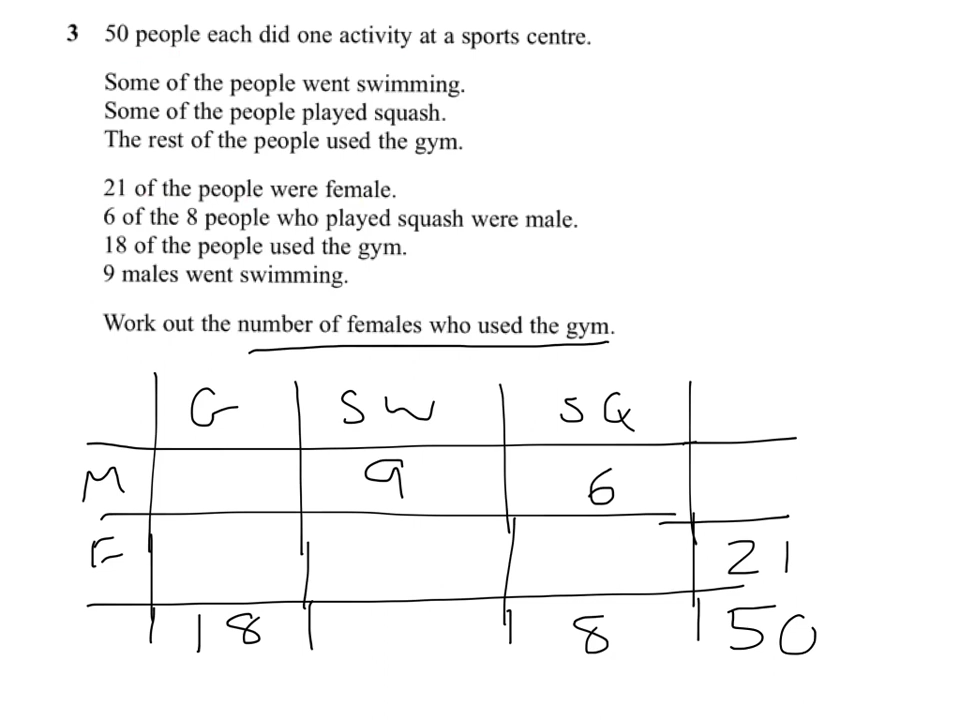 3 50 people each did one activity at a sports centre.
Some of the people went swimming.
Some of the people played squash.
The rest of the people used the gym.
21 of the people were female.
6 of the 8 people who played squash were male.
18 of the people used the gym.
9 males went swimming.
Work out the number of females who used the gym.
G SW SQ
M 9 6
F 21
18 8 50